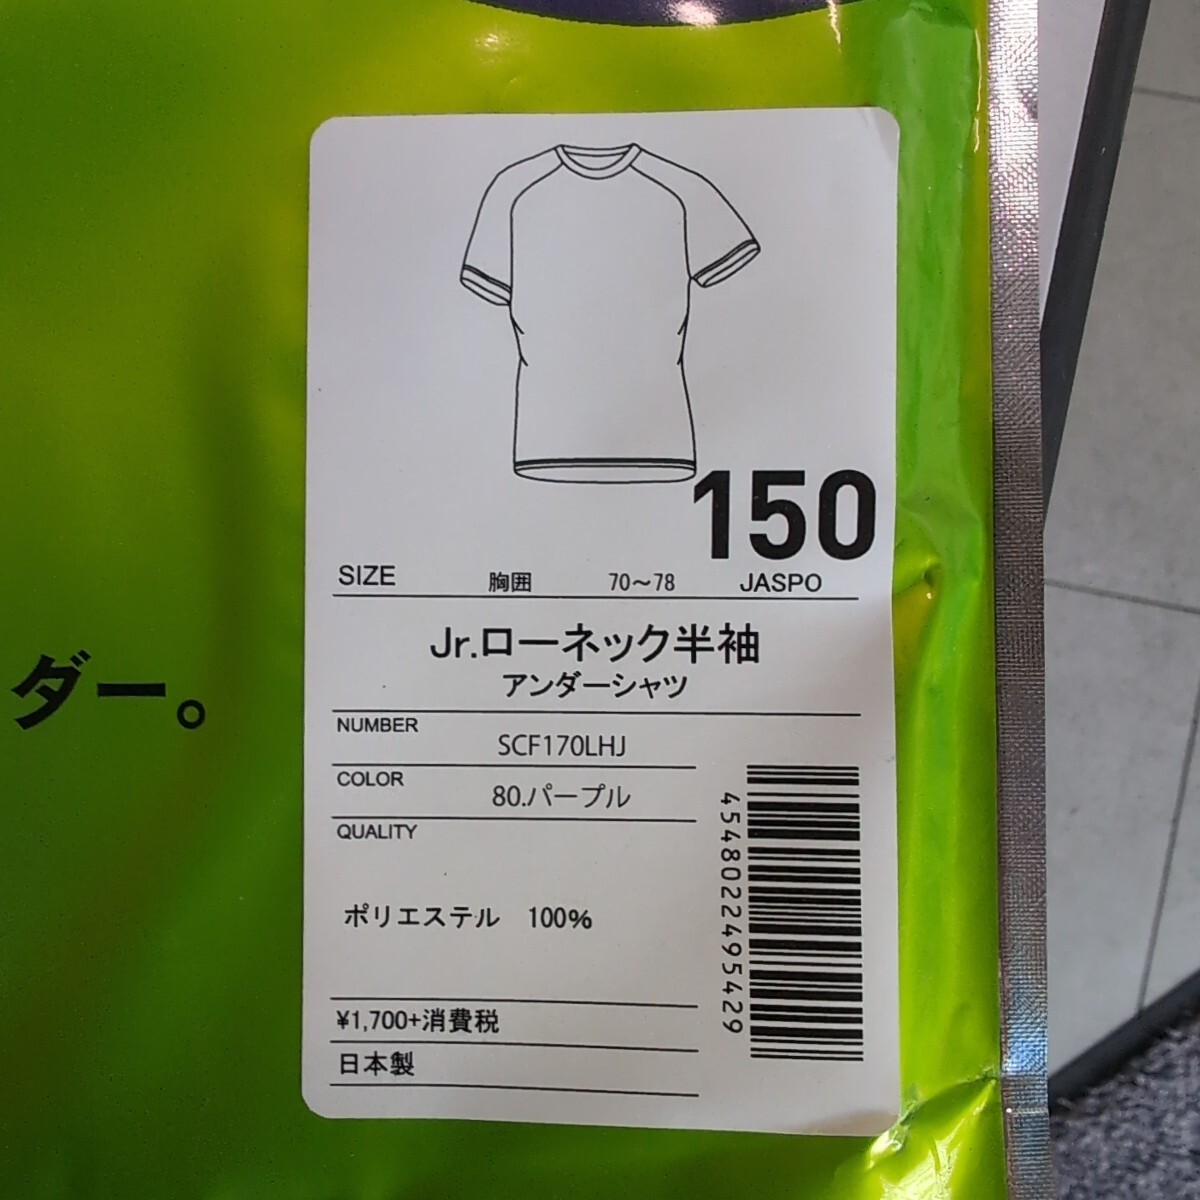 150
SIZE 胸囲 70～78 JASPO
Jr.ローネック半袖
アンダーシャツ
NUMBER
SCF170LHJ
COLOR
80.パープル
QUALITY
ポリエステル 100%
¥1,700+消費税
日本製
4548022495429
ダー。